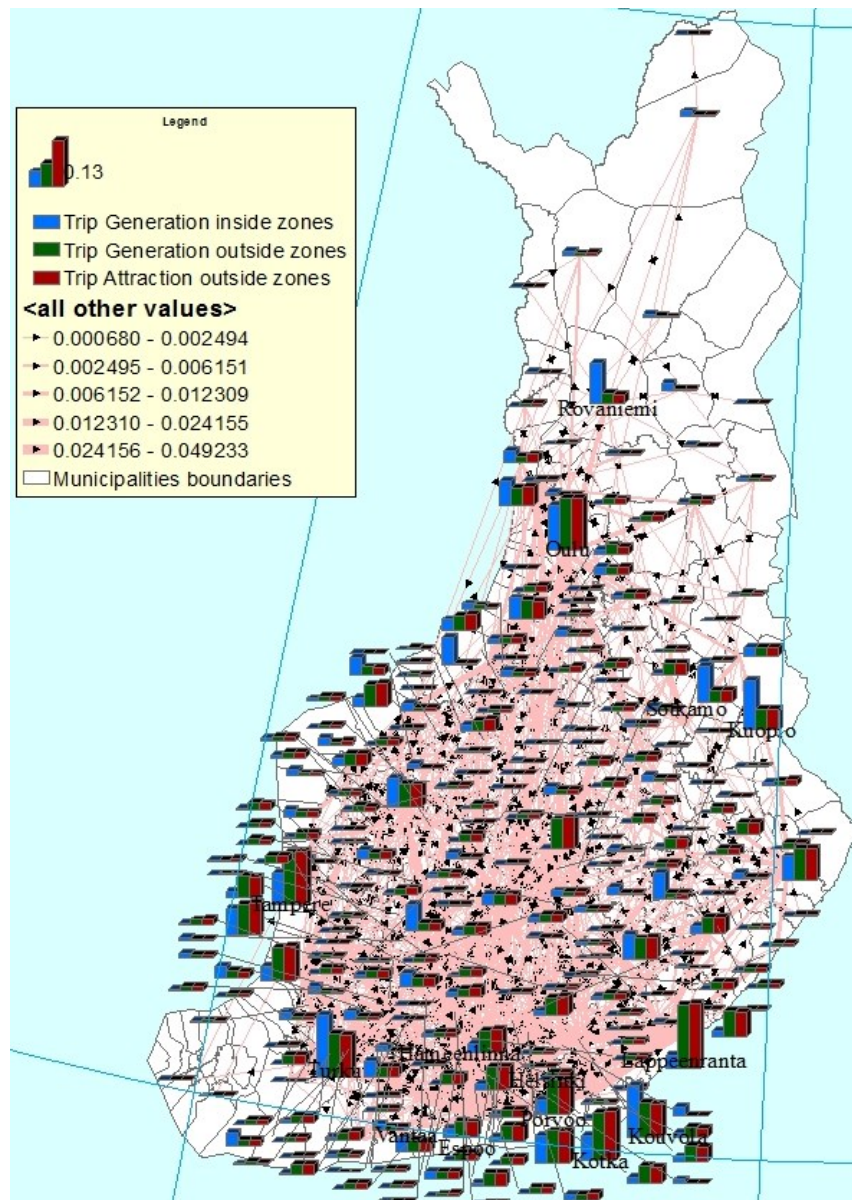 Legend
0.13
Trip Generation inside zones
Trip Generation outside zones
Trip Attraction outside zones
<all other values>
0.000680 - 0.002494
0.002495 - 0.006151
0.006152 - 0.012309
0.012310 - 0.024155
0.024156 - 0.049233
Municipalities boundaries
Rovaniemi
Oulu
Sotkamo
Kuopio
Tampere
Hämeenlinna
Lappeenranta
Turku
Helsinki
Porvoo
Kouvola
Vantaa
Espoo
Kotka